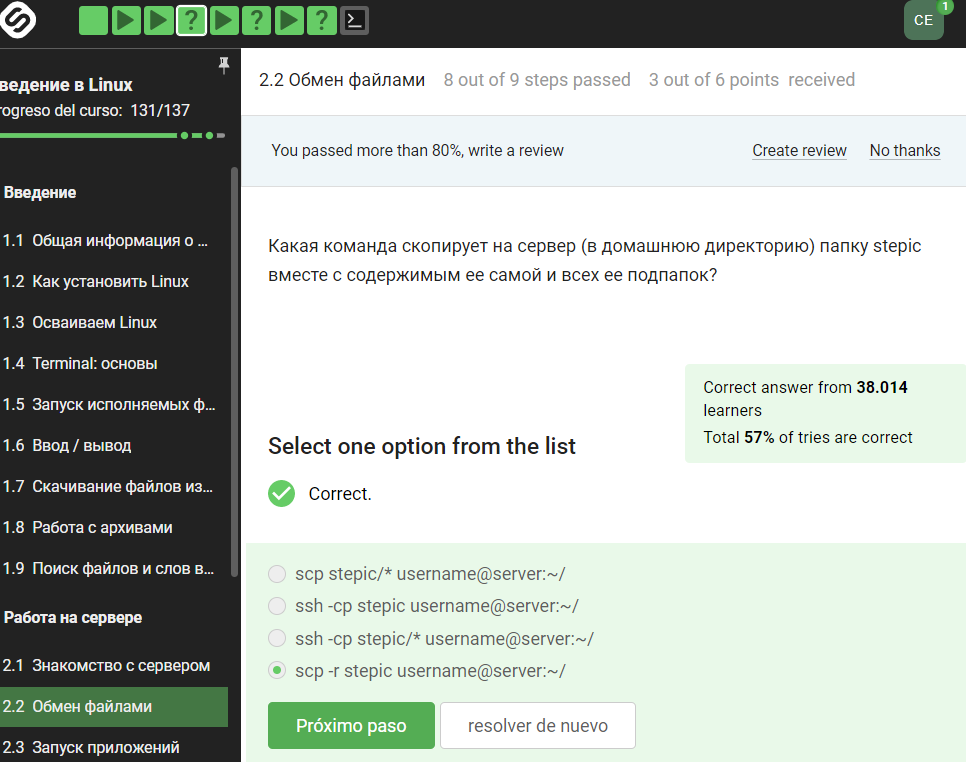 CE
1
ведение в Linux
rogreso del curso: 131/137
Введение
1.1 Общая информация о ...
1.2 Как установить Linux
1.3 Осваиваем Linux
1.4 Terminal: основы
1.5 Запуск исполняемых ф...
1.6 Ввод / вывод
1.7 Скачивание файлов из...
1.8 Работа с архивами
1.9 Поиск файлов и слов в...
Работа на сервере
2.1 Знакомство с сервером
2.2 Обмен файлами
2.3 Запуск приложений
2.2 Обмен файлами 8 out of 9 steps passed 3 out of 6 points received
You passed more than 80%, write a review Create review No thanks
Какая команда скопирует на сервер (в домашнюю директорию) папку stepic
вместе с содержимым ее самой и всех ее подпапок?
Correct answer from 38.014
learners
Total 57% of tries are correct
Select one option from the list
Correct.
scp stepic/* username@server:~/
ssh -cp stepic username@server:~/
ssh -cp stepic/* username@server:~/
scp -r stepic username@server:~/
Próximo paso resolver de nuevo